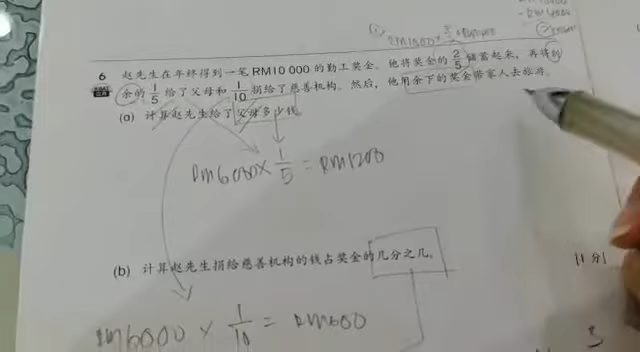 RM10000 × 2/5 = RM4000
6 赵先生在年终得到一笔 RM10 000 的勤工奖金。他将奖金的 2/5 储蓄起来，再将剩
余的 1/5 给了父母和 1/10 捐给了慈善机构。然后，他用余下的奖金带家人去旅游。
(a) 计算赵先生给了父母多少钱。
RM6000 × 1/5 = RM1200
(b) 计算赵先生捐给慈善机构的钱占奖金的几分之几。
[1 分]
RM6000 × 1/10 = RM600
3